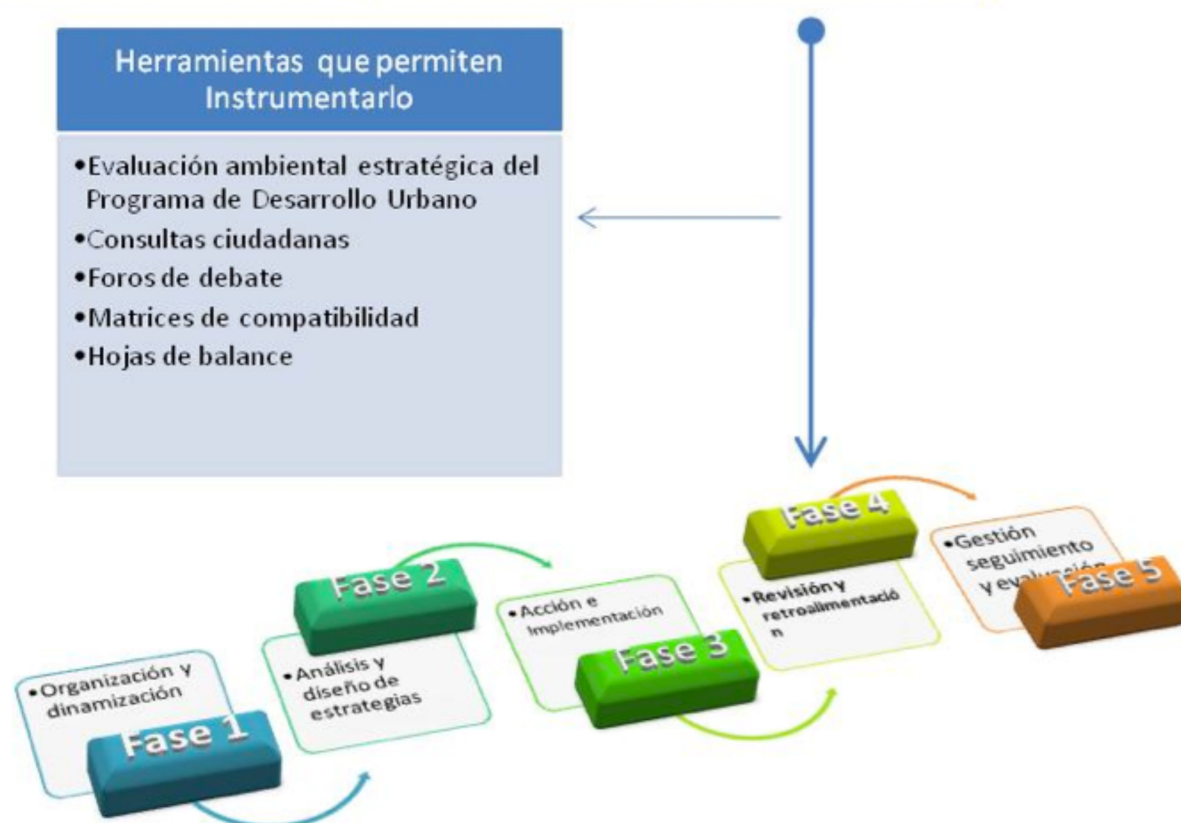 Herramientas que permiten
Instrumentarlo
•Evaluación ambiental estratégica del
Programa de Desarrollo Urbano
•Consultas ciudadanas
•Foros de debate
•Matrices de compatibilidad
•Hojas de balance
•Organización y
dinamización
Fase 1
Fase 2
•Análisis y
diseño de
estrategias
•Acción e
Implementación
Fase 3
Fase 4
•Revisión y
retroalimentació
n
•Gestión
seguimiento
y evaluación
Fase 5